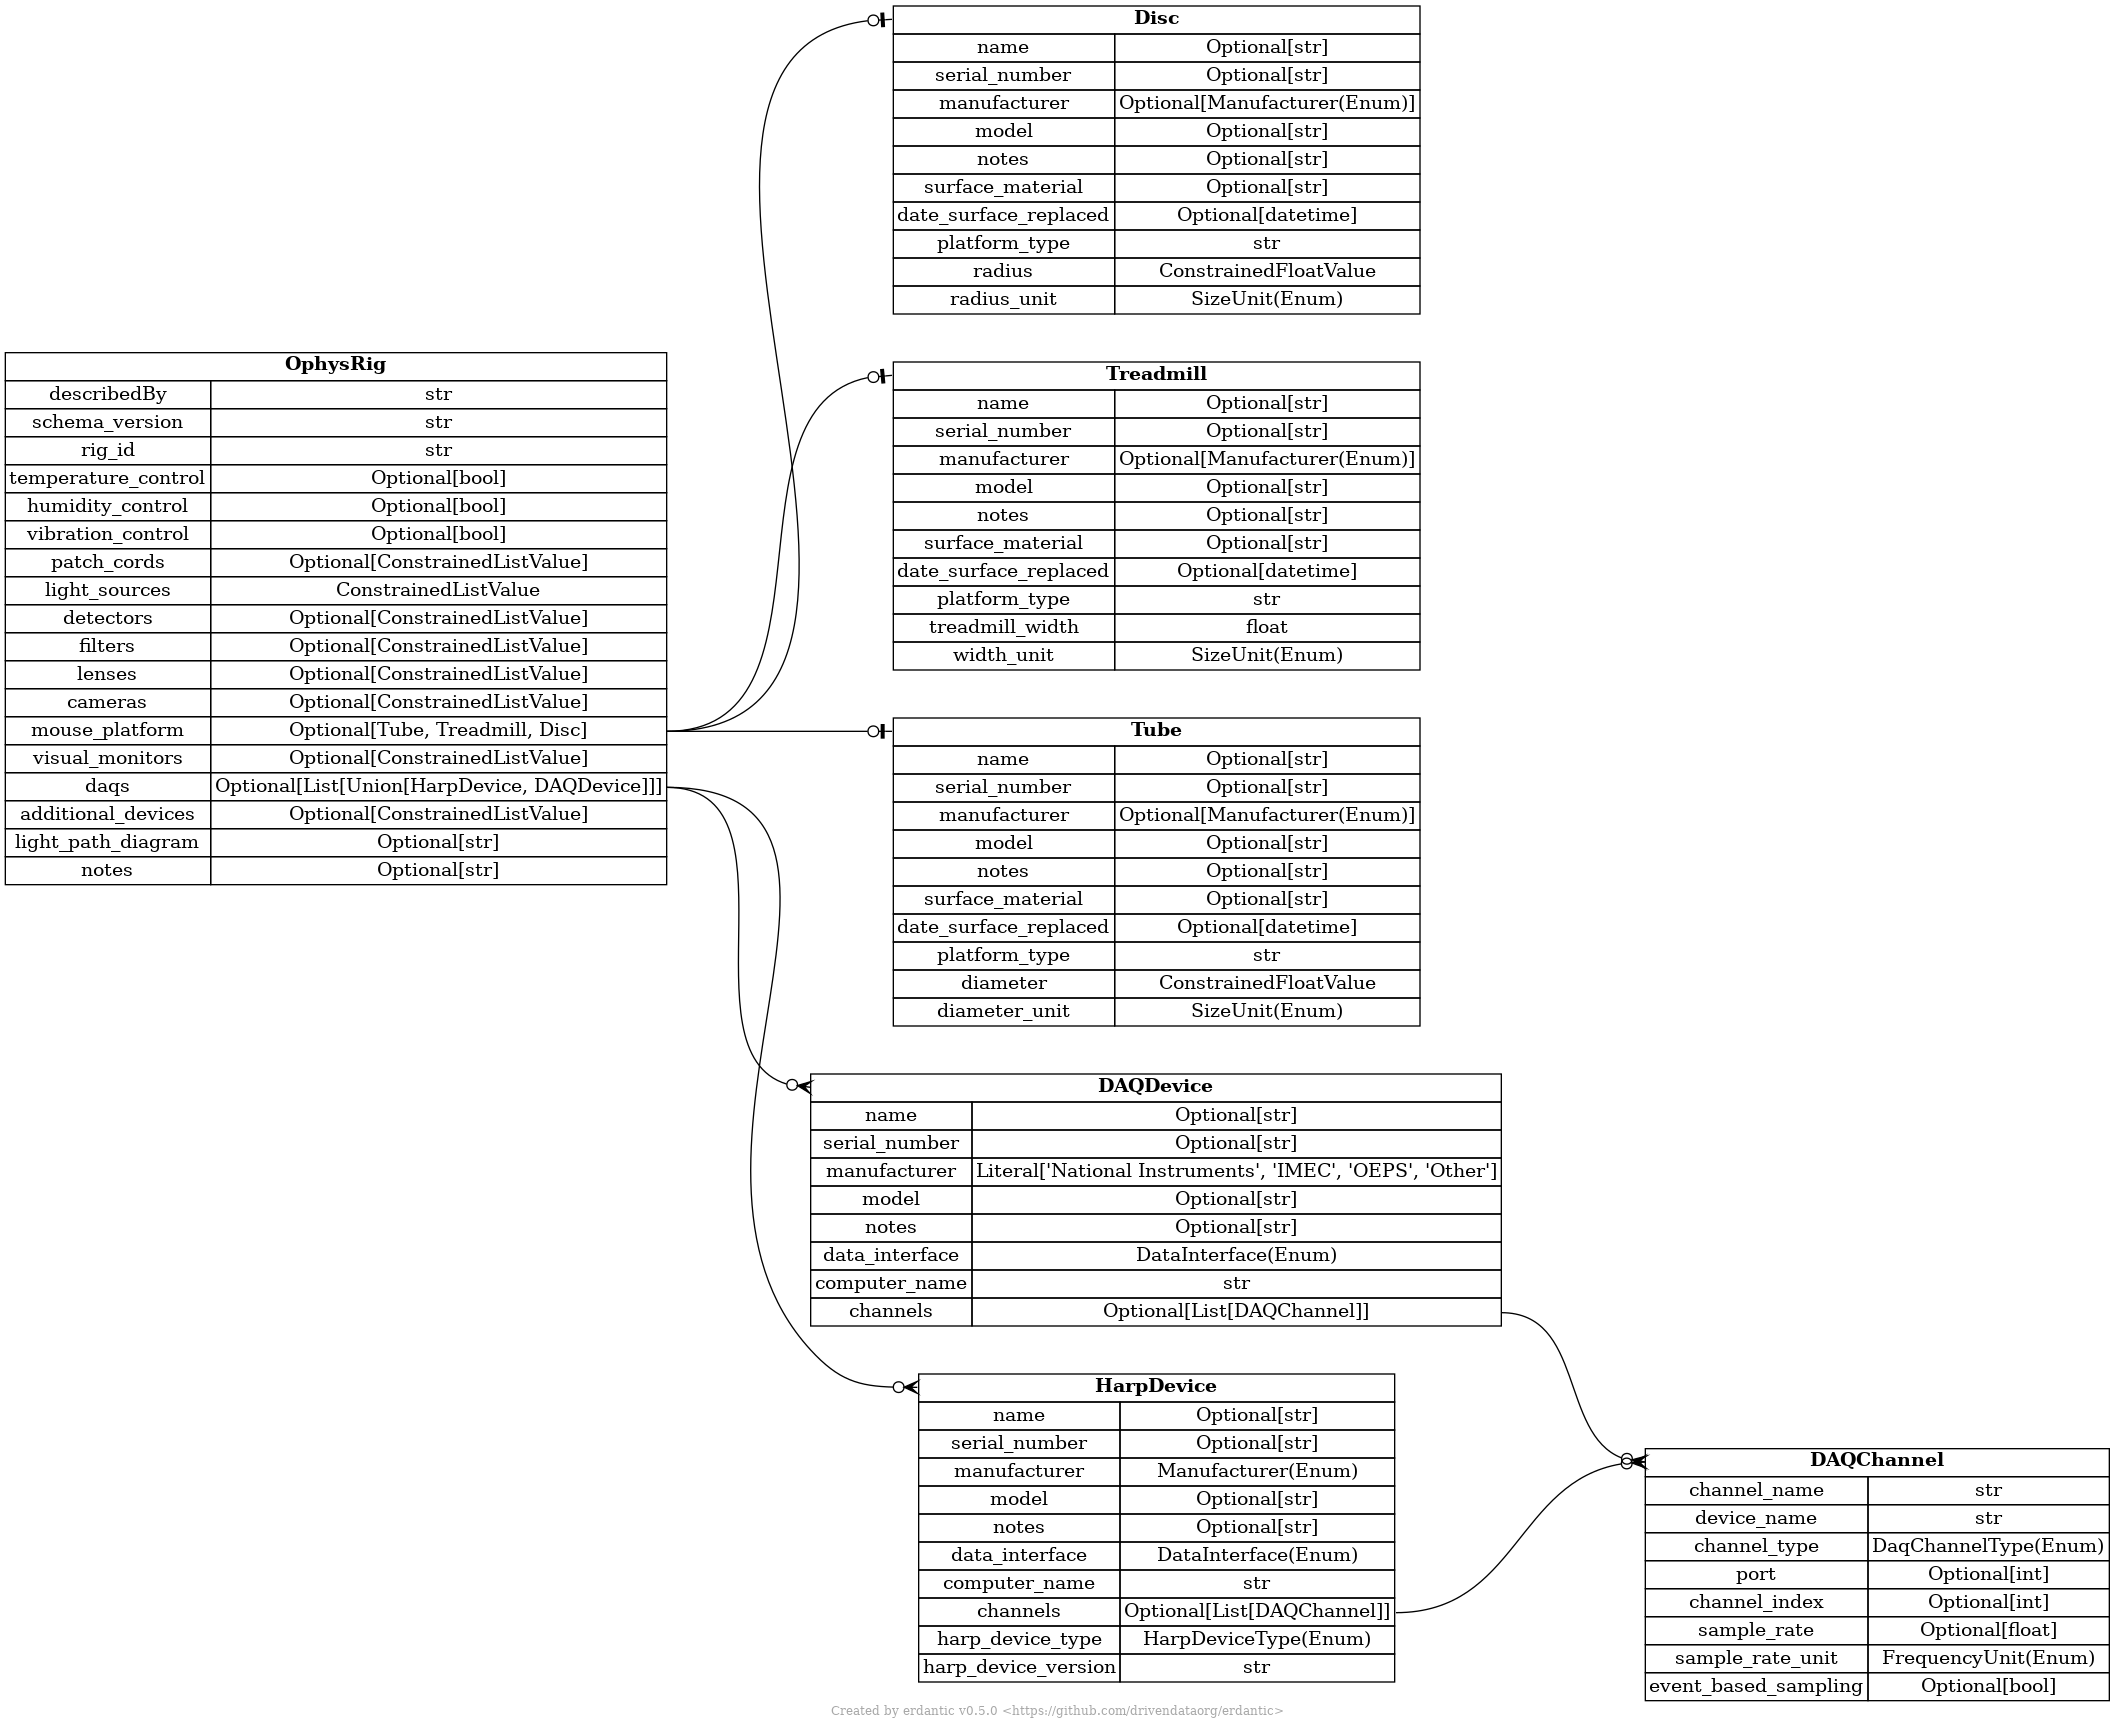 OphysRig
describedBy str
schema_version str
rig_id str
temperature_control Optional[bool]
humidity_control Optional[bool]
vibration_control Optional[bool]
patch_cords Optional[ConstrainedListValue]
light_sources ConstrainedListValue
detectors Optional[ConstrainedListValue]
filters Optional[ConstrainedListValue]
lenses Optional[ConstrainedListValue]
cameras Optional[ConstrainedListValue]
mouse_platform Optional[Tube, Treadmill, Disc]
visual_monitors Optional[ConstrainedListValue]
daqs Optional[List[Union[HarpDevice, DAQDevice]]]
additional_devices Optional[ConstrainedListValue]
light_path_diagram Optional[str]
notes Optional[str]
Disc
name Optional[str]
serial_number Optional[str]
manufacturer Optional[Manufacturer(Enum)]
model Optional[str]
notes Optional[str]
surface_material Optional[str]
date_surface_replaced Optional[datetime]
platform_type str
radius ConstrainedFloatValue
radius_unit SizeUnit(Enum)
Treadmill
name Optional[str]
serial_number Optional[str]
manufacturer Optional[Manufacturer(Enum)]
model Optional[str]
notes Optional[str]
surface_material Optional[str]
date_surface_replaced Optional[datetime]
platform_type str
treadmill_width float
width_unit SizeUnit(Enum)
Tube
name Optional[str]
serial_number Optional[str]
manufacturer Optional[Manufacturer(Enum)]
model Optional[str]
notes Optional[str]
surface_material Optional[str]
date_surface_replaced Optional[datetime]
platform_type str
diameter ConstrainedFloatValue
diameter_unit SizeUnit(Enum)
DAQDevice
name Optional[str]
serial_number Optional[str]
manufacturer Literal['National Instruments', 'IMEC', 'OEPS', 'Other']
model Optional[str]
notes Optional[str]
data_interface DataInterface(Enum)
computer_name str
channels Optional[List[DAQChannel]]
HarpDevice
name Optional[str]
serial_number Optional[str]
manufacturer Manufacturer(Enum)
model Optional[str]
notes Optional[str]
data_interface DataInterface(Enum)
computer_name str
channels Optional[List[DAQChannel]]
harp_device_type HarpDeviceType(Enum)
harp_device_version str
DAQChannel
channel_name str
device_name str
channel_type DaqChannelType(Enum)
port Optional[int]
channel_index Optional[int]
sample_rate Optional[float]
sample_rate_unit FrequencyUnit(Enum)
event_based_sampling Optional[bool]
Created by erdantic v0.5.0 <https://github.com/drivendataorg/erdantic>